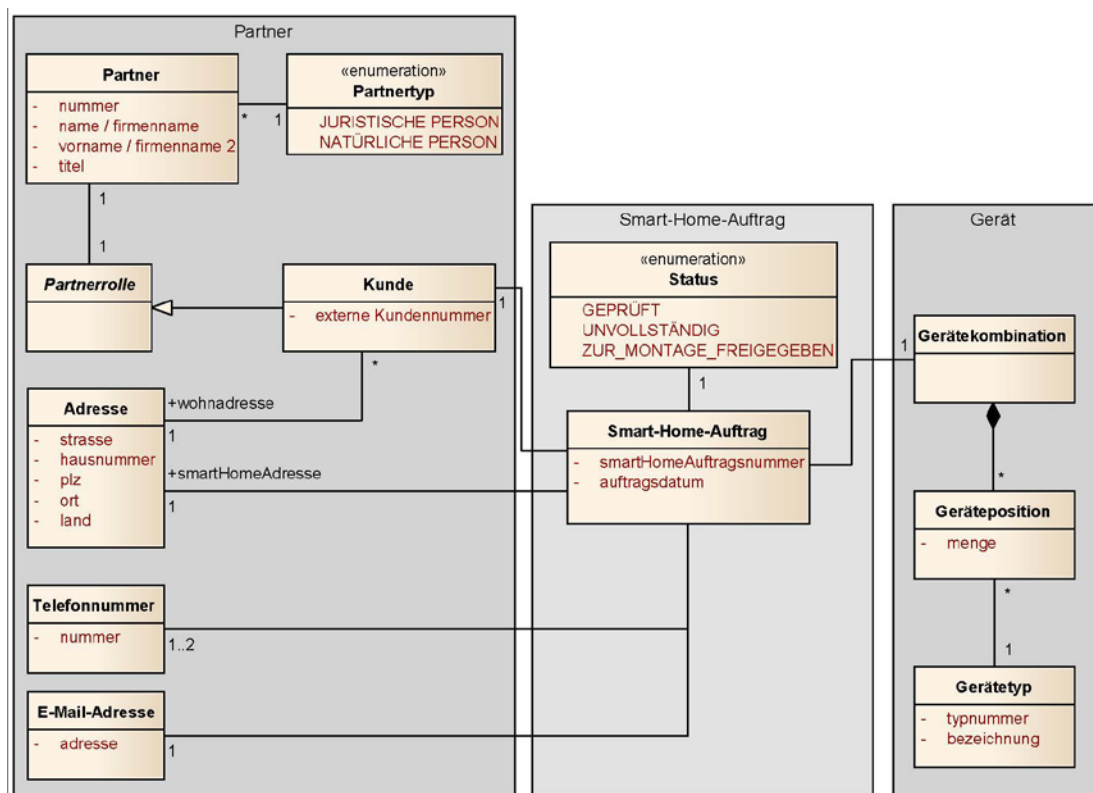 Partner
Partner
- nummer
- name / firmenname
- vorname / firmenname 2
- titel
* 1
«enumeration»
Partnertyp
JURISTISCHE PERSON
NATÜRLICHE PERSON
1
1
Partnerrolle
Kunde
- externe Kundennummer
1
*
+wohnadresse
1
Adresse
- strasse
- hausnummer
- plz
- ort
- land
+smartHomeAdresse
1
Telefonnummer
- nummer
1..2
E-Mail-Adresse
- adresse
1
Smart-Home-Auftrag
«enumeration»
Status
GEPRÜFT
UNVOLLSTÄNDIG
ZUR_MONTAGE_FREIGEGEBEN
1
Smart-Home-Auftrag
- smartHomeAuftragsnummer
- auftragsdatum
Gerät
1
Gerätekombination
*
Geräteposition
- menge
*
1
Gerätetyp
- typnummer
- bezeichnung